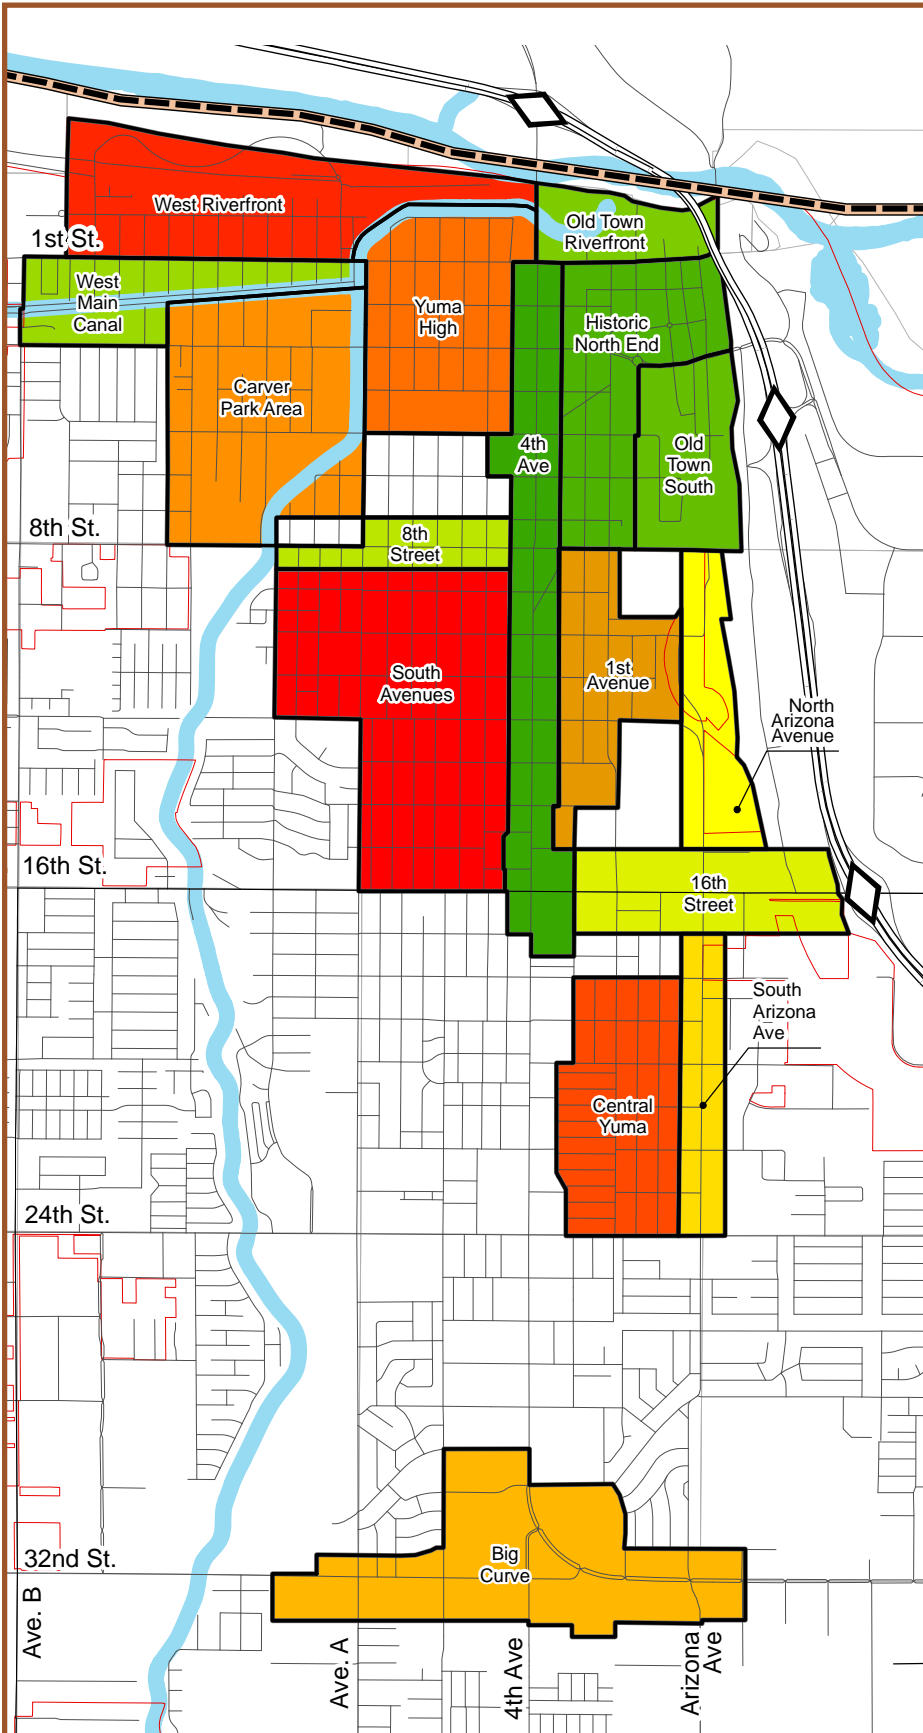 West Riverfront
Old Town
Riverfront
1st St.
West
Main
Canal
Yuma
High
Historic
North End
Carver
Park Area
4th
Ave
Old
Town
South
8th St.
8th
Street
South
Avenues
1st
Avenue
North
Arizona
Avenue
16th St.
16th
Street
South
Arizona
Ave
Central
Yuma
24th St.
32nd St.
Big
Curve
Ave. B
Ave. A
4th Ave
Arizona
Ave